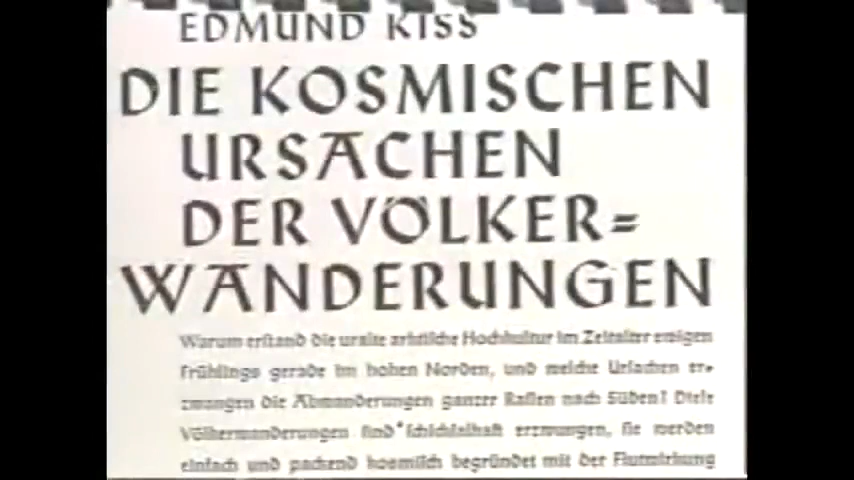 EDMUND KISS
DIE KOSMISCHEN
URSACHEN
DER VÖLKER=
WANDERUNGEN
Warum erstand die uralte arktische Hochkultur im Zeitalter ewigen
Frühlings gerade im hohen Norden, und welche Ursachen er=
zwangen die Abwanderungen ganzer Rassen nach Süden? Diese
Völkerwanderungen sind schicksalhaft erzwungen, sie werden
einfach und packend kosmisch begründet mit der Flutwirkung